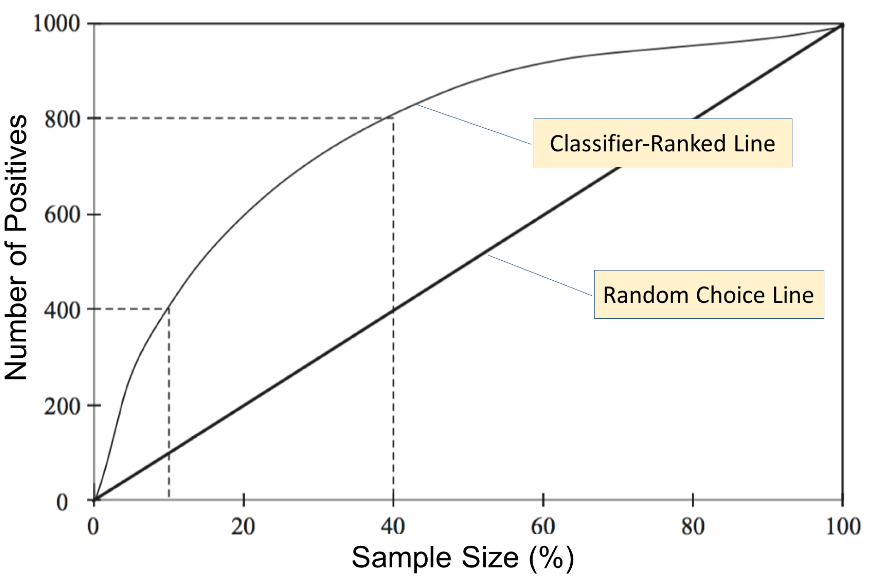 1000
800
600
400
200
0
Number of Positives
Classifier-Ranked Line
Random Choice Line
0 20 40 60 80 100
Sample Size (%)